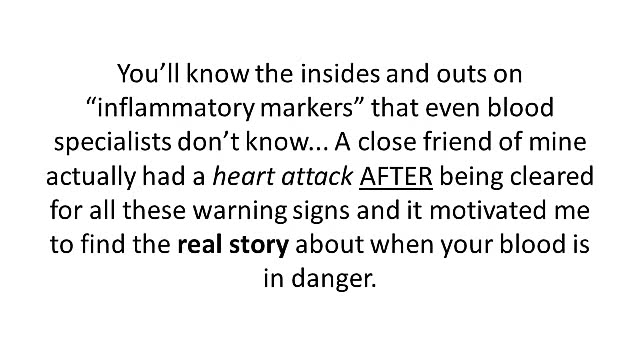 You’ll know the insides and outs on
“inflammatory markers” that even blood
specialists don’t know... A close friend of mine
actually had a heart attack AFTER being cleared
for all these warning signs and it motivated me
to find the real story about when your blood is
in danger.